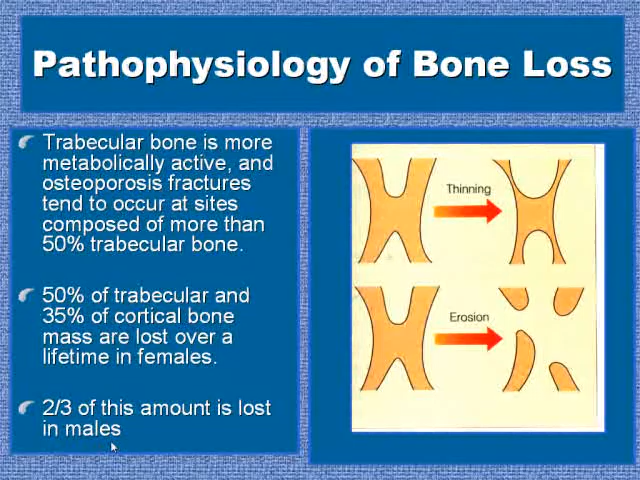 Pathophysiology of Bone Loss
Trabecular bone is more
metabolically active, and
osteoporosis fractures
tend to occur at sites
composed of more than
50% trabecular bone.
50% of trabecular and
35% of cortical bone
mass are lost over a
lifetime in females.
2/3 of this amount is lost
in males
Thinning
Erosion